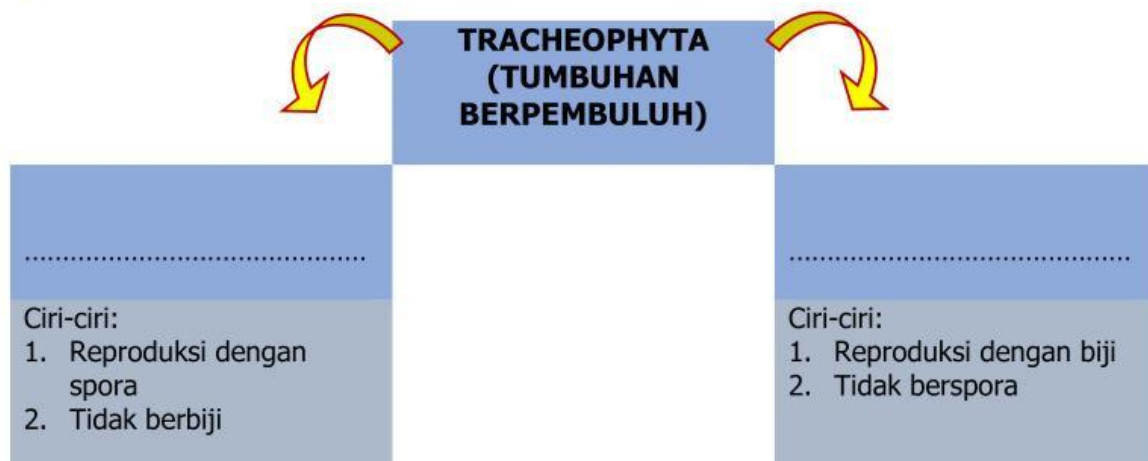 TRACHEOPHYTA
(TUMBUHAN
BERPEMBULUH)
.............................................
Ciri-ciri:
1. Reproduksi dengan
spora
2. Tidak berbiji
.............................................
Ciri-ciri:
1. Reproduksi dengan biji
2. Tidak berspora